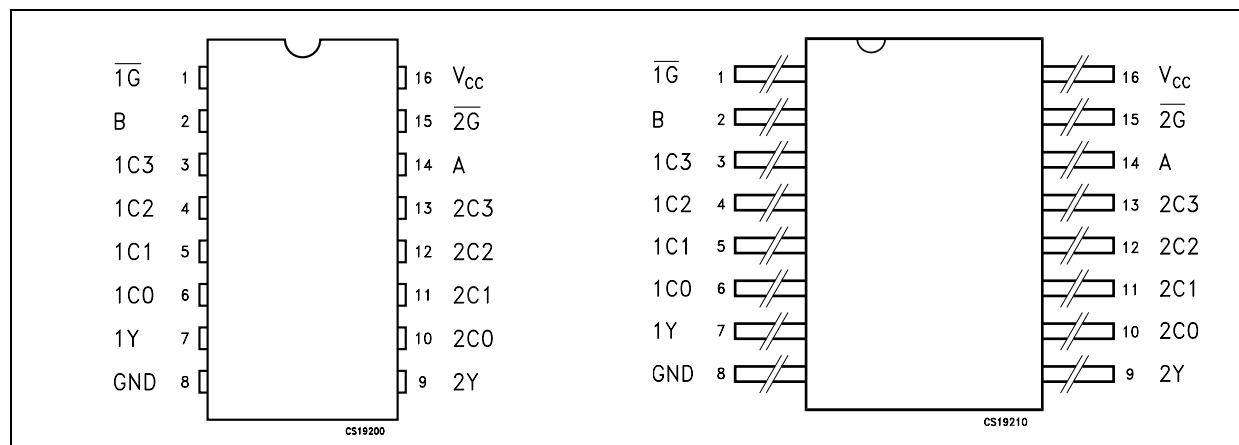 1G 1 16 VCC
B 2 15 2G
1C3 3 14 A
1C2 4 13 2C3
1C1 5 12 2C2
1C0 6 11 2C1
1Y 7 10 2C0
GND 8 9 2Y
CS19200
1G 1 16 VCC
B 2 15 2G
1C3 3 14 A
1C2 4 13 2C3
1C1 5 12 2C2
1C0 6 11 2C1
1Y 7 10 2C0
GND 8 9 2Y
CS19210